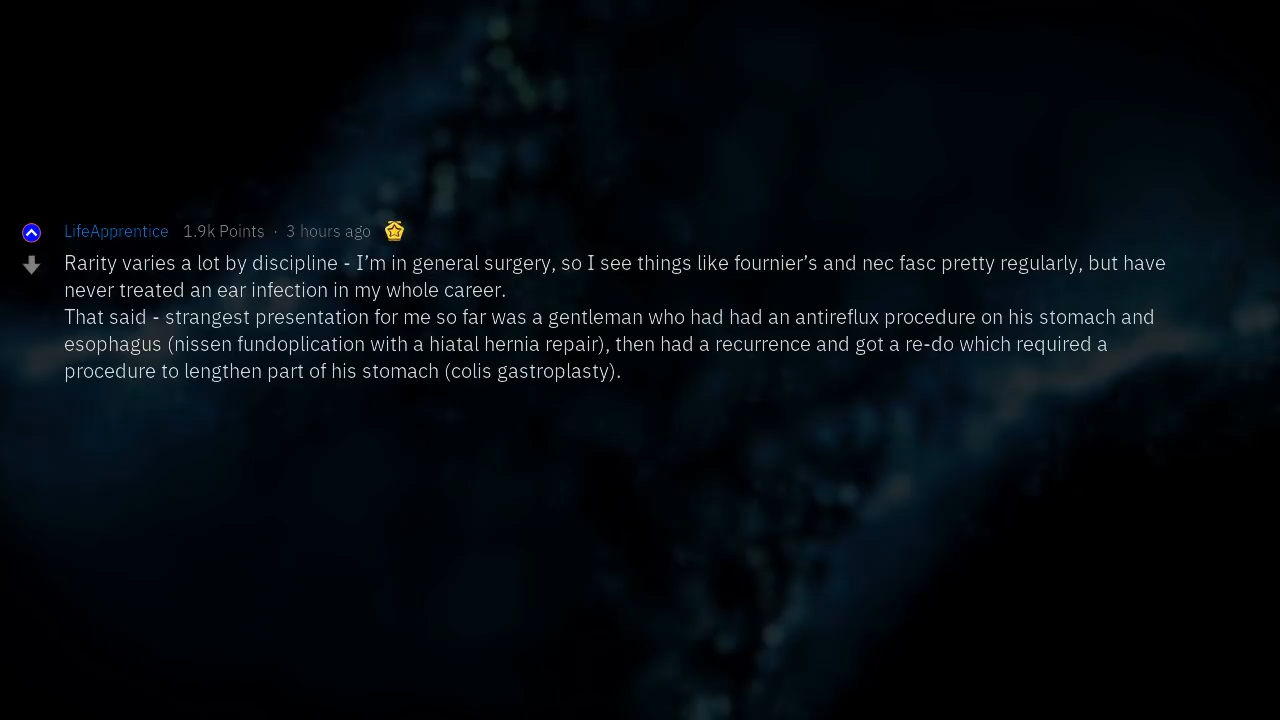 LifeApprentice 1.9k Points · 3 hours ago
Rarity varies a lot by discipline - I’m in general surgery, so I see things like fournier’s and nec fasc pretty regularly, but have
never treated an ear infection in my whole career.
That said - strangest presentation for me so far was a gentleman who had had an antireflux procedure on his stomach and
esophagus (nissen fundoplication with a hiatal hernia repair), then had a recurrence and got a re-do which required a
procedure to lengthen part of his stomach (colis gastroplasty).